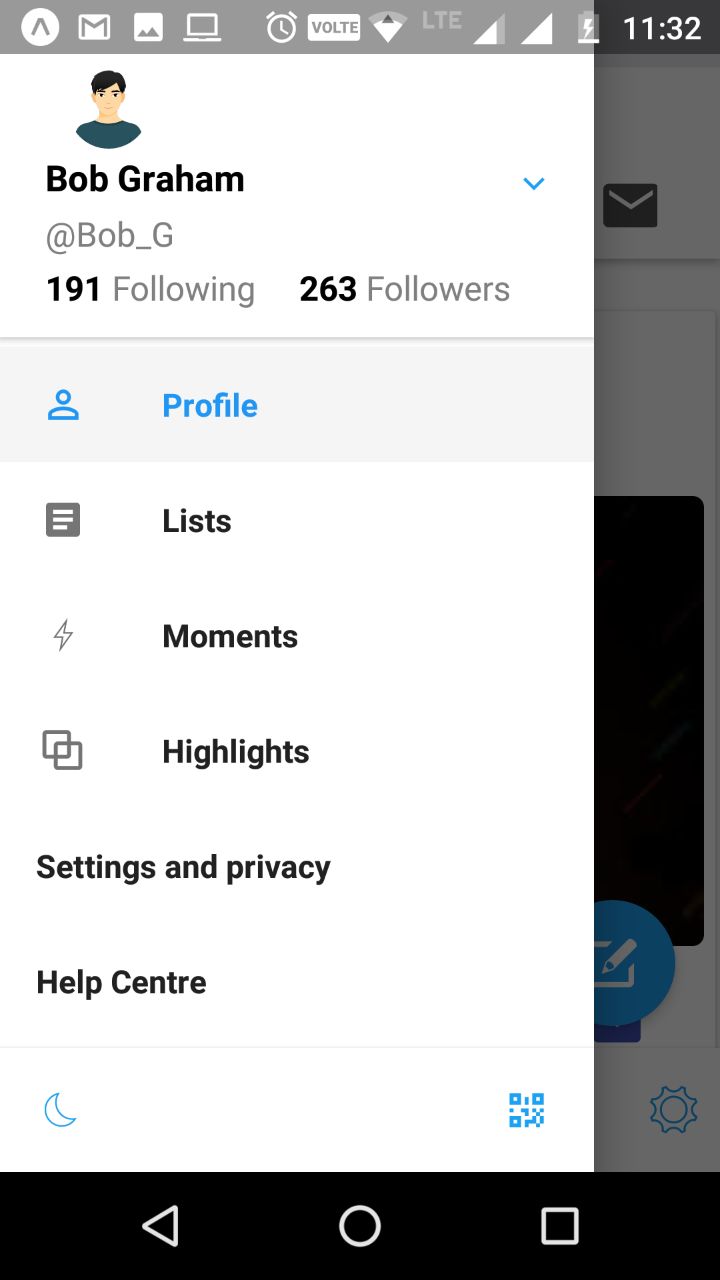 VOLTE LTE 11:32
Bob Graham
@Bob_G
191 Following 263 Followers
Profile
Lists
Moments
Highlights
Settings and privacy
Help Centre